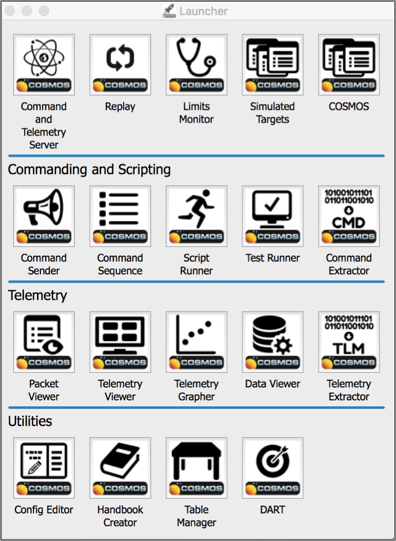 Launcher
COSMOS COSMOS COSMOS COSMOS COSMOS
Command and Telemetry Server
Replay
Limits Monitor
Simulated Targets
COSMOS
Commanding and Scripting
101001011101
011011001010
CMD
COSMOS COSMOS COSMOS COSMOS COSMOS
Command Sender
Command Sequence
Script Runner
Test Runner
Command Extractor
Telemetry
101001011101
011011001010
TLM
COSMOS COSMOS COSMOS COSMOS COSMOS
Packet Viewer
Telemetry Viewer
Telemetry Grapher
Data Viewer
Telemetry Extractor
Utilities
COSMOS COSMOS COSMOS COSMOS
Config Editor
Handbook Creator
Table Manager
DART